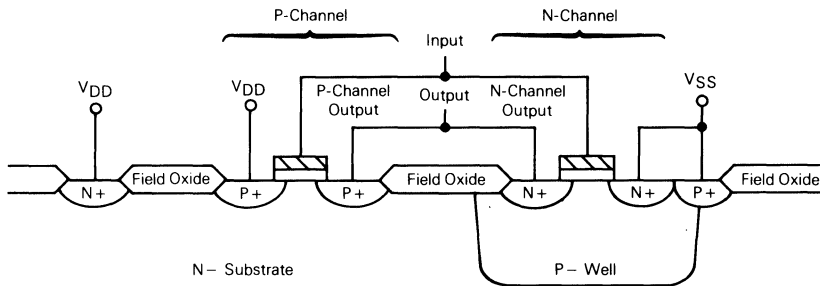 P-Channel
N-Channel
Input
VDD
VDD
P-Channel
Output
Output
N-Channel
Output
VSS
N+
Field Oxide
P+
P+
Field Oxide
N+
N+
P+
Field Oxide
N– Substrate
P– Well